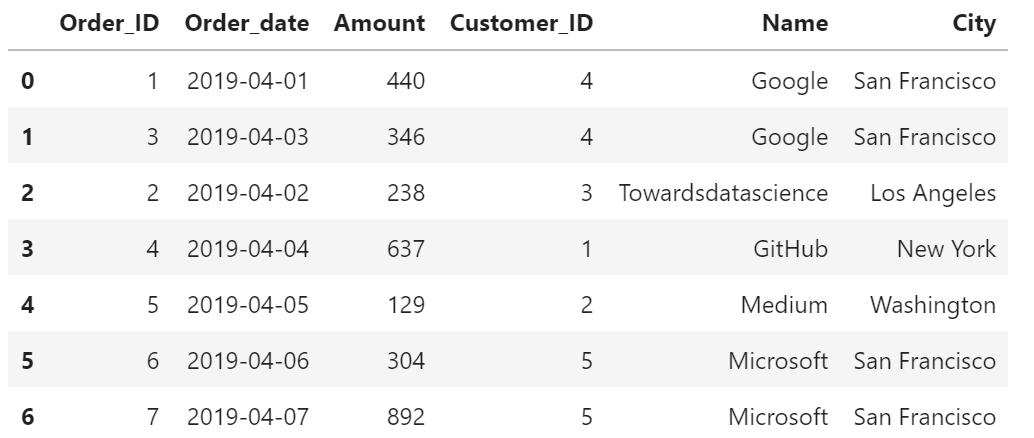 Order_ID Order_date Amount Customer_ID Name City
0 1 2019-04-01 440 4 Google San Francisco
1 3 2019-04-03 346 4 Google San Francisco
2 2 2019-04-02 238 3 Towardsdatascience Los Angeles
3 4 2019-04-04 637 1 GitHub New York
4 5 2019-04-05 129 2 Medium Washington
5 6 2019-04-06 304 5 Microsoft San Francisco
6 7 2019-04-07 892 5 Microsoft San Francisco